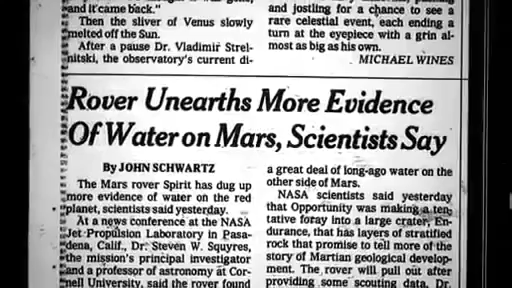 and it came back."
Then the sliver of Venus slowly
melted off the Sun.
After a pause Dr. Vladimir Strel-
nitski, the observatory's current di-
and jostling for a chance to see a
rare celestial event, each ending a
turn at the eyepiece with a grin al-
most as big as his own.
MICHAEL WINES
Rover Unearths More Evidence
Of Water on Mars, Scientists Say
By JOHN SCHWARTZ
The Mars rover Spirit has dug up
more evidence of water on the red
planet, scientists said yesterday.
At a news conference at the NASA
Jet Propulsion Laboratory in Pasa-
dena, Calif., Dr. Steven W. Squyres,
the mission's principal investigator
and a professor of astronomy at Cor-
nell University, said the rover found
a great deal of long-ago water on the
other side of Mars.
NASA scientists said yesterday
that Opportunity was making a ten-
tative foray into a large crater, En-
durance, that has layers of stratified
rock that promise to tell more of the
story of Martian geological develop-
ment. The rover will pull out after
providing some scouting data, Dr.